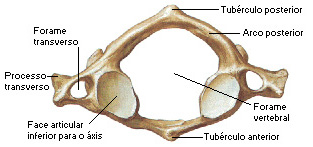 Tubérculo posterior
Forame
transverso
Arco posterior
Processo
transverso
Forame
vertebral
Face articular
inferior para o áxis
Tubérculo anterior